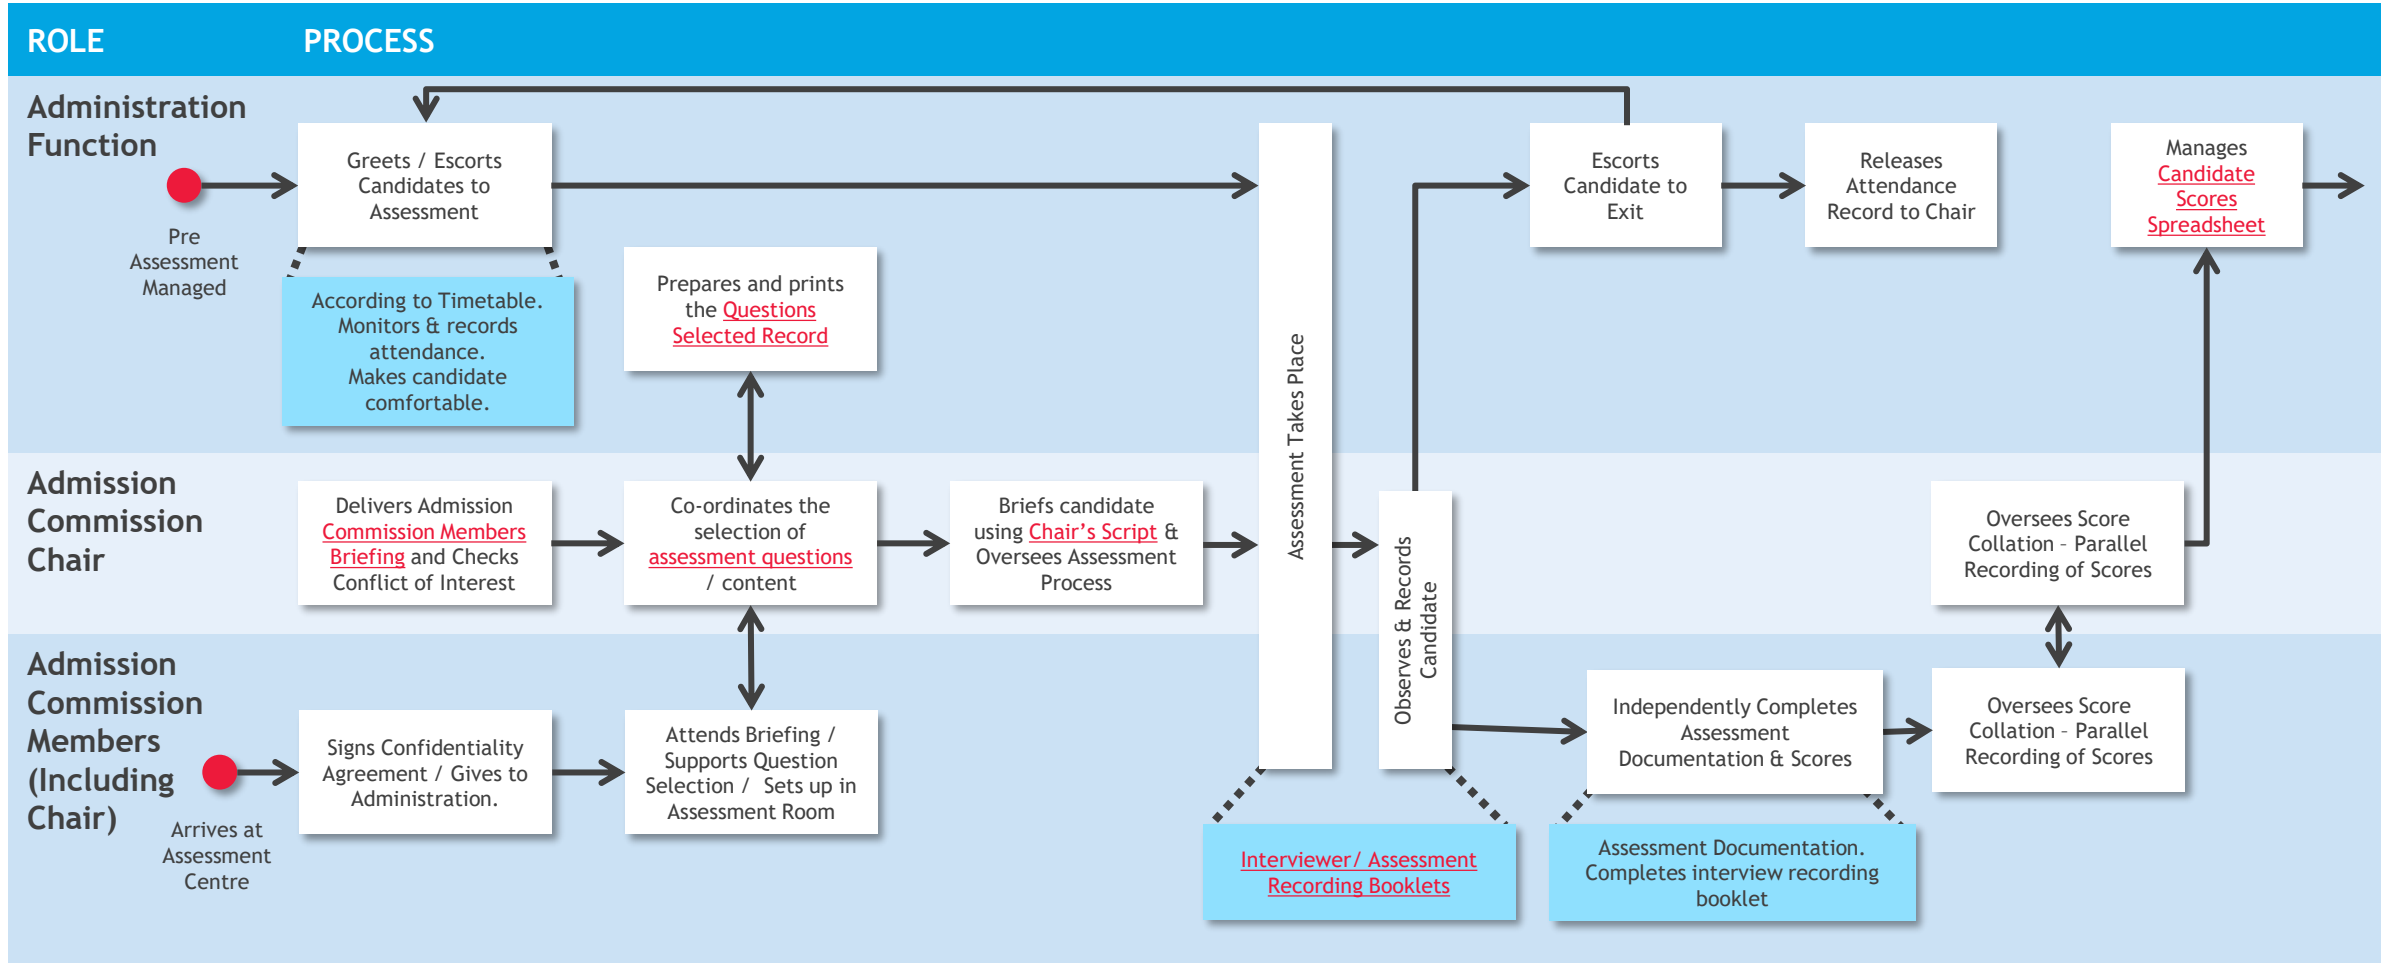 ROLE
PROCESS
Administration
Function
Pre
Assessment
Managed
Greets / Escorts
Candidates to
Assessment
According to Timetable.
Monitors & records
attendance.
Makes candidate
comfortable.
Prepares and prints
the Questions
Selected Record
Assessment Takes Place
Escorts
Candidate to
Exit
Releases
Attendance
Record to Chair
Manages
Candidate
Scores
Spreadsheet
Admission
Commission
Chair
Delivers Admission
Commission Members
Briefing and Checks
Conflict of Interest
Co-ordinates the
selection of
assessment questions
/ content
Briefs candidate
using Chair’s Script &
Oversees Assessment
Process
Observes & Records
Candidate
Oversees Score
Collation – Parallel
Recording of Scores
Admission
Commission
Members
(Including
Chair)
Arrives at
Assessment
Centre
Signs Confidentiality
Agreement / Gives to
Administration.
Attends Briefing /
Supports Question
Selection / Sets up in
Assessment Room
Independently Completes
Assessment
Documentation & Scores
Oversees Score
Collation – Parallel
Recording of Scores
Interviewer/ Assessment
Recording Booklets
Assessment Documentation.
Completes interview recording
booklet